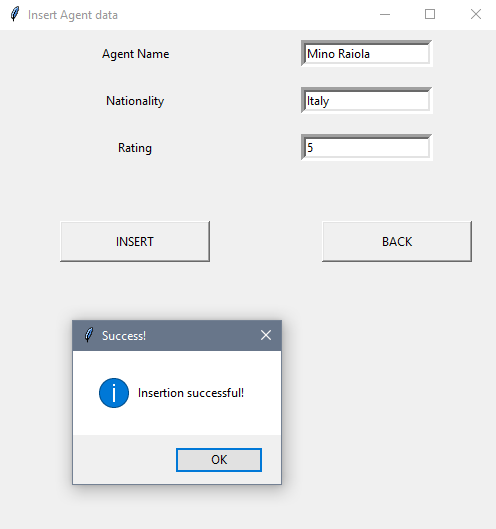 Insert Agent data
Agent Name Mino Raiola
Nationality Italy
Rating 5
INSERT BACK
Success!
Insertion successful!
OK